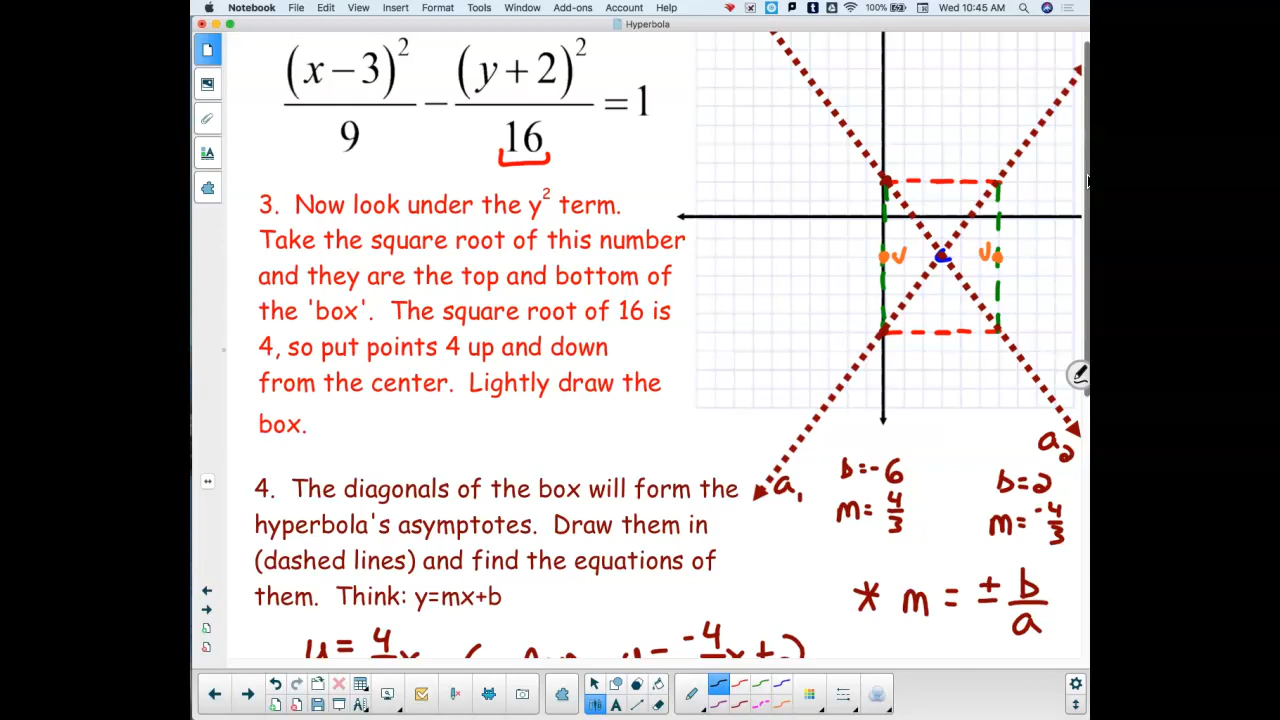 Notebook File Edit View Insert Format Tools Window Add-ons Account Help 100% Wed 10:45 AM
Hyperbola
(x-3)^2/9 - (y+2)^2/16 = 1
3. Now look under the y² term.
Take the square root of this number
and they are the top and bottom of
the 'box'. The square root of 16 is
4, so put points 4 up and down
from the center. Lightly draw the
box.
4. The diagonals of the box will form the
hyperbola's asymptotes. Draw them in
(dashed lines) and find the equations of
them. Think: y=mx+b
v v
a₂
a₁
b=-6
m=4/3
b=2
m=-4/3
* m = ± b/a